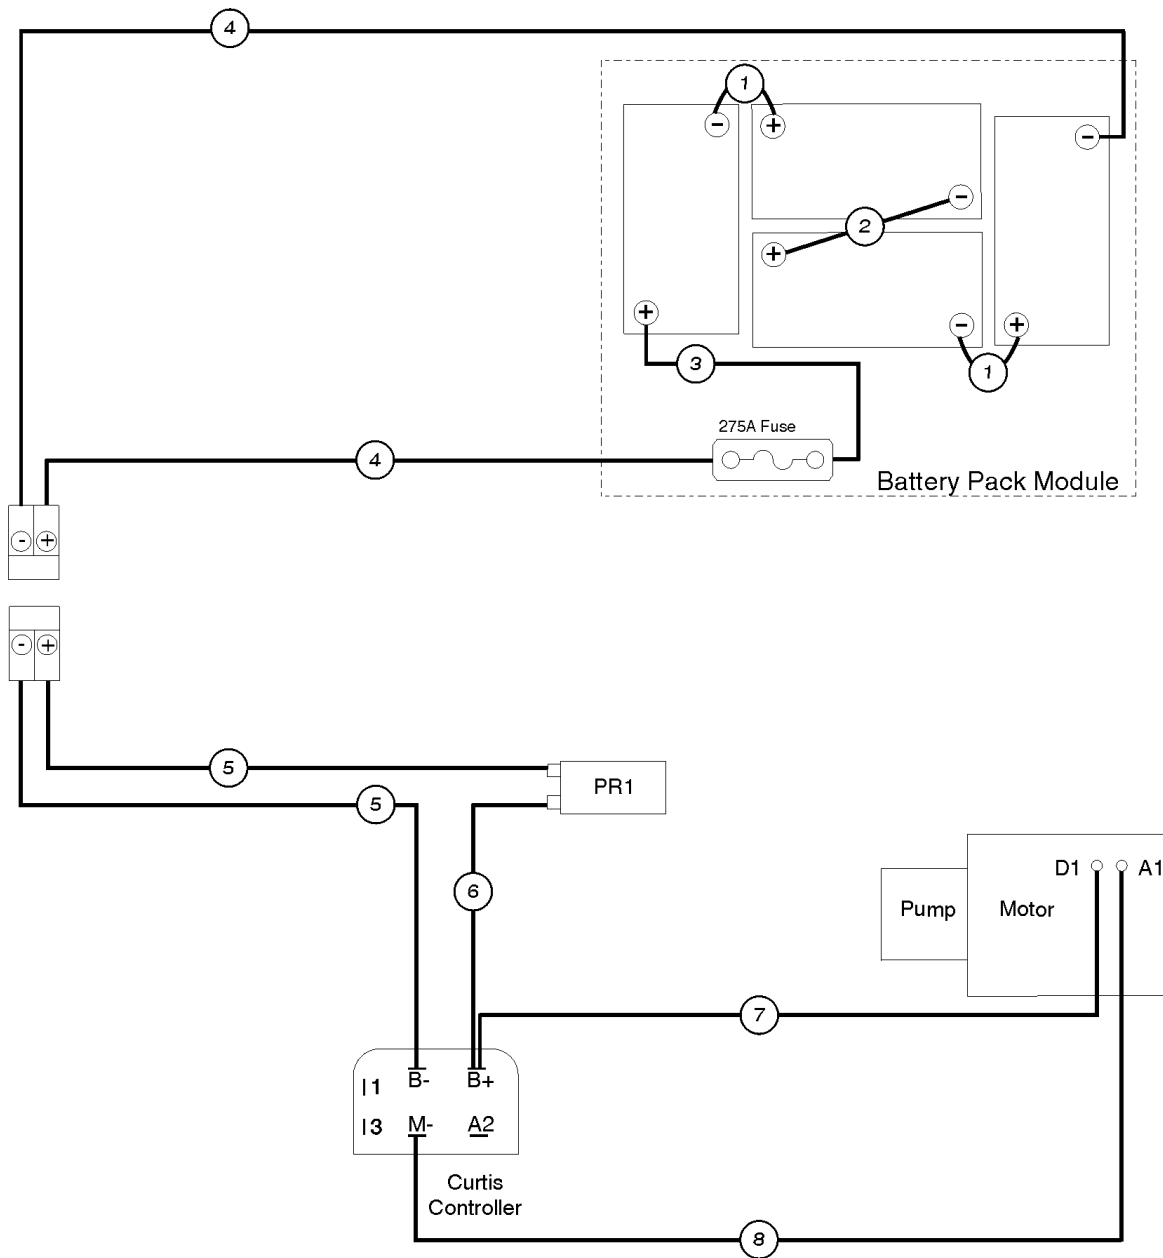 4
1
- +
-
-
2
+
+
- +
3
1
275A Fuse
4
Battery Pack Module
- +
- +
5
PR1
5
6
D1 A1
Pump Motor
7
B- B+
I1
I3 M- A2
Curtis
Controller
8